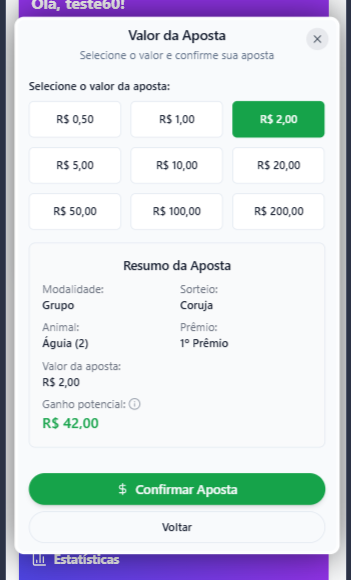 Olá, teste60!
Valor da Aposta
Selecione o valor e confirme sua aposta
Selecione o valor da aposta:
R$ 0,50
R$ 1,00
R$ 2,00
R$ 5,00
R$ 10,00
R$ 20,00
R$ 50,00
R$ 100,00
R$ 200,00
Resumo da Aposta
Modalidade:
Grupo
Sorteio:
Coruja
Animal:
Águia (2)
Prêmio:
1º Prêmio
Valor da aposta:
R$ 2,00
Ganho potencial:
R$ 42,00
$ Confirmar Aposta
Voltar
Estatísticas